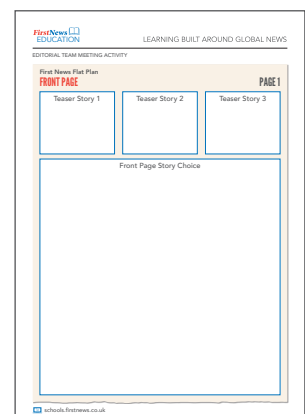 FirstNews
EDUCATION
LEARNING BUILT AROUND GLOBAL NEWS
EDITORIAL TEAM MEETING ACTIVITY
First News Flat Plan
FRONT PAGE PAGE 1
Teaser Story 1 Teaser Story 2 Teaser Story 3
Front Page Story Choice
schools.firstnews.co.uk